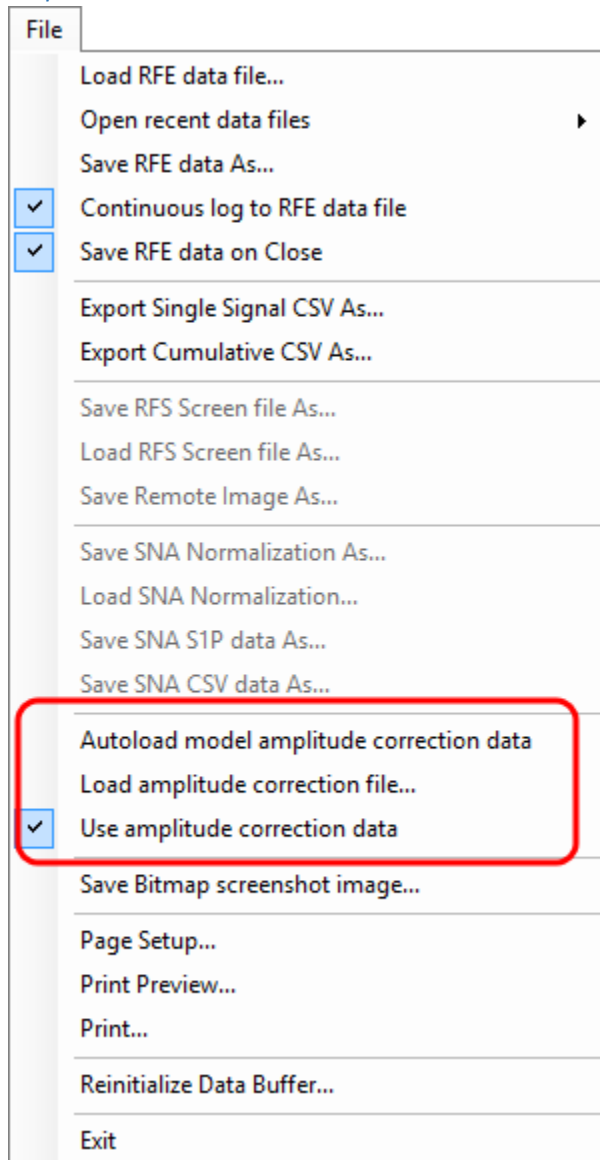 File
Load RFE data file...
Open recent data files
Save RFE data As...
Continuous log to RFE data file
Save RFE data on Close
Export Single Signal CSV As...
Export Cumulative CSV As...
Save RFS Screen file As...
Load RFS Screen file As...
Save Remote Image As...
Save SNA Normalization As...
Load SNA Normalization...
Save SNA S1P data As...
Save SNA CSV data As...
Autoload model amplitude correction data
Load amplitude correction file...
Use amplitude correction data
Save Bitmap screenshot image...
Page Setup...
Print Preview...
Print...
Reinitialize Data Buffer...
Exit